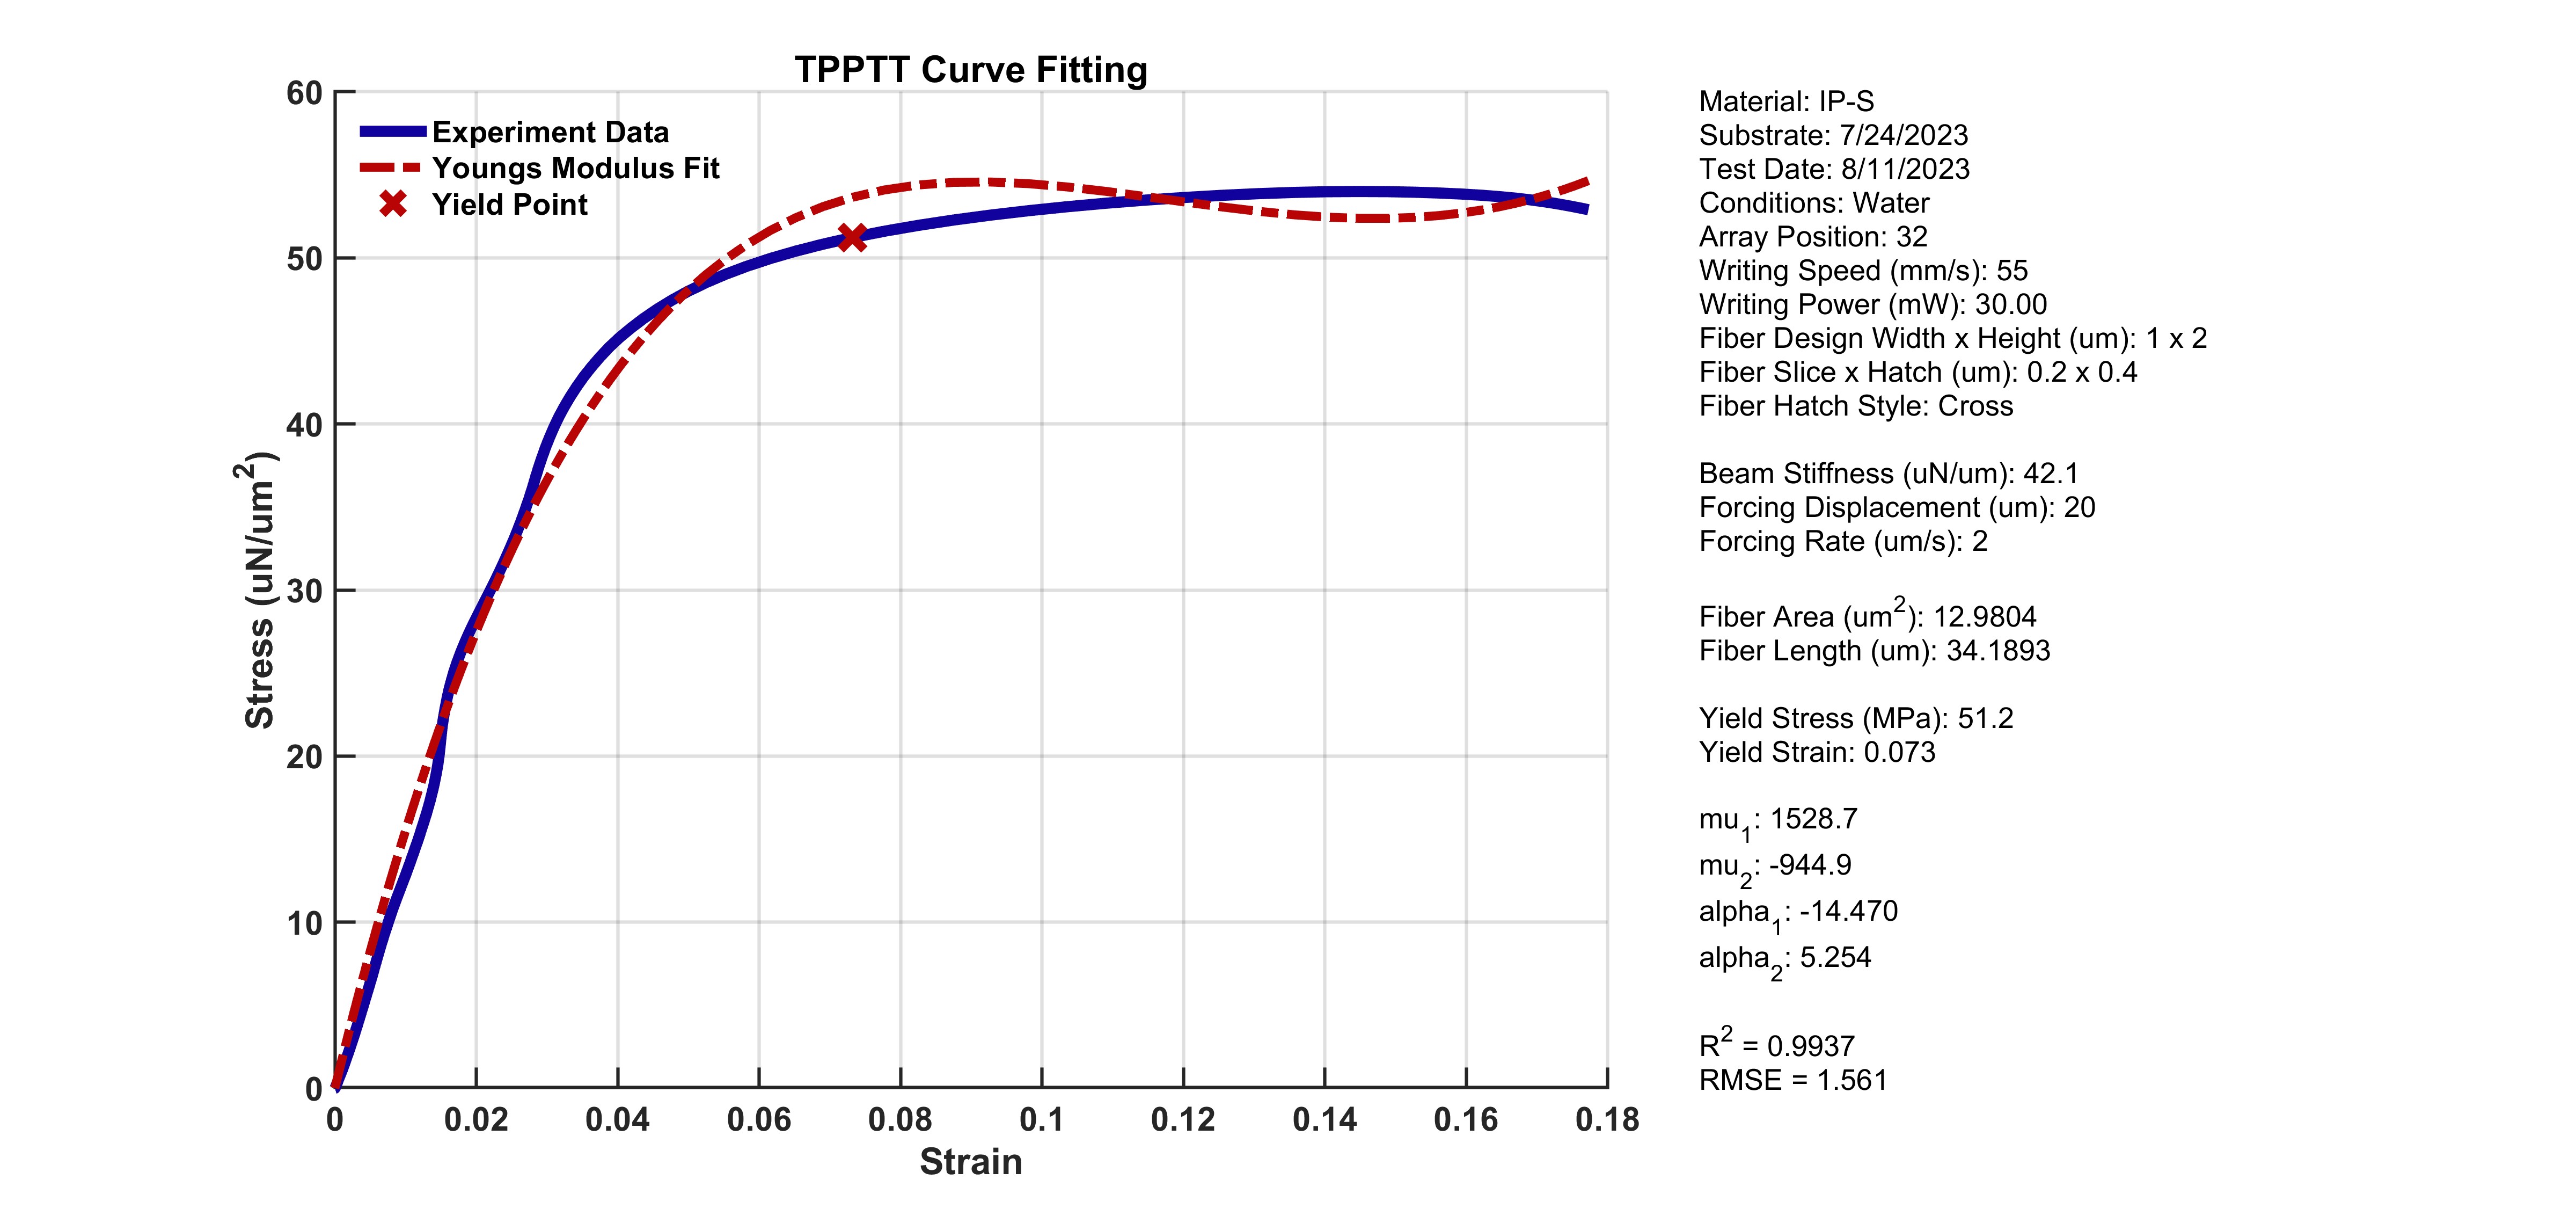 TPPTT Curve Fitting
60
50
40
30
20
10
0
Stress (uN/um²)
Experiment Data
Youngs Modulus Fit
Yield Point
0 0.02 0.04 0.06 0.08 0.1 0.12 0.14 0.16 0.18
Strain
Material: IP-S
Substrate: 7/24/2023
Test Date: 8/11/2023
Conditions: Water
Array Position: 32
Writing Speed (mm/s): 55
Writing Power (mW): 30.00
Fiber Design Width x Height (um): 1 x 2
Fiber Slice x Hatch (um): 0.2 x 0.4
Fiber Hatch Style: Cross
Beam Stiffness (uN/um): 42.1
Forcing Displacement (um): 20
Forcing Rate (um/s): 2
Fiber Area (um²): 12.9804
Fiber Length (um): 34.1893
Yield Stress (MPa): 51.2
Yield Strain: 0.073
mu₁: 1528.7
mu₂: -944.9
alpha₁: -14.470
alpha₂: 5.254
R² = 0.9937
RMSE = 1.561